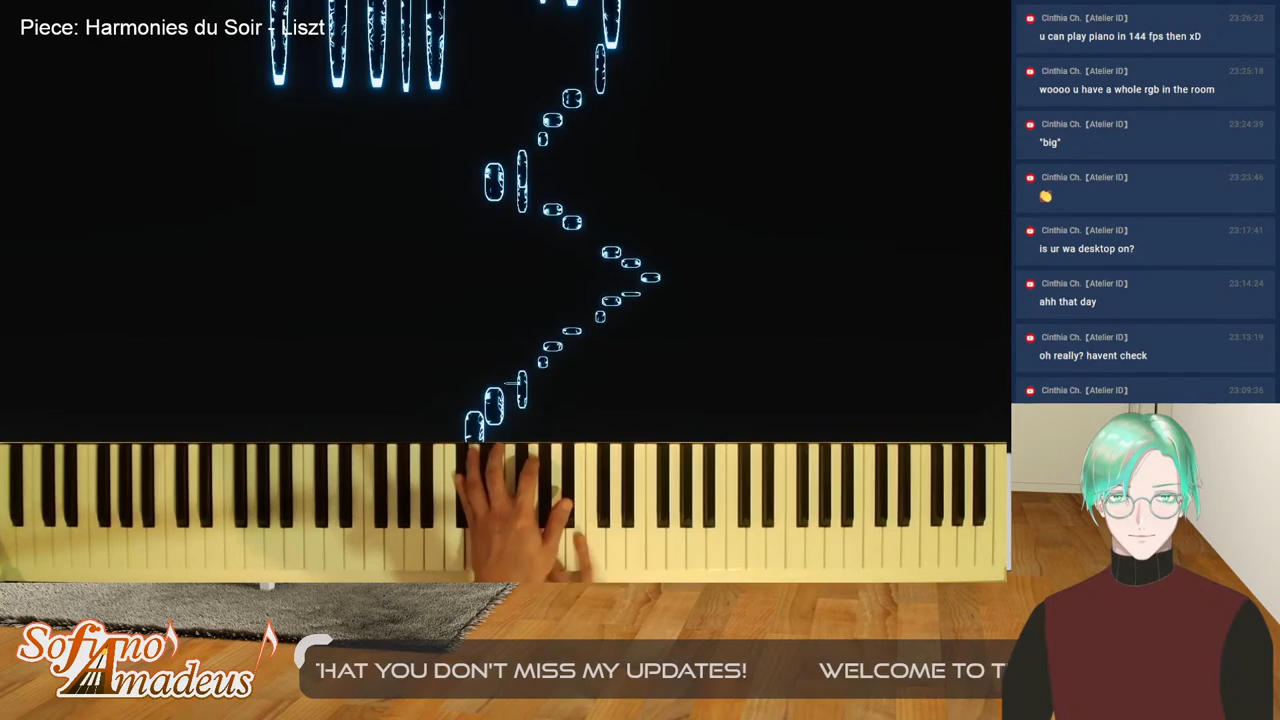 Piece: Harmonies du Soir - Liszt
Cinthia Ch.【Atelier ID】 23:26:23
u can play piano in 144 fps then xD
Cinthia Ch.【Atelier ID】 23:25:18
woooo u have a whole rgb in the room
Cinthia Ch.【Atelier ID】 23:24:39
"big"
Cinthia Ch.【Atelier ID】 23:23:46
👏
Cinthia Ch.【Atelier ID】 23:17:41
is ur wa desktop on?
Cinthia Ch.【Atelier ID】 23:14:24
ahh that day
Cinthia Ch.【Atelier ID】 23:13:19
oh really? havent check
Cinthia Ch.【Atelier ID】 23:09:36
Sofiano
Amadeus
HAT YOU DON'T MISS MY UPDATES! WELCOME TO T